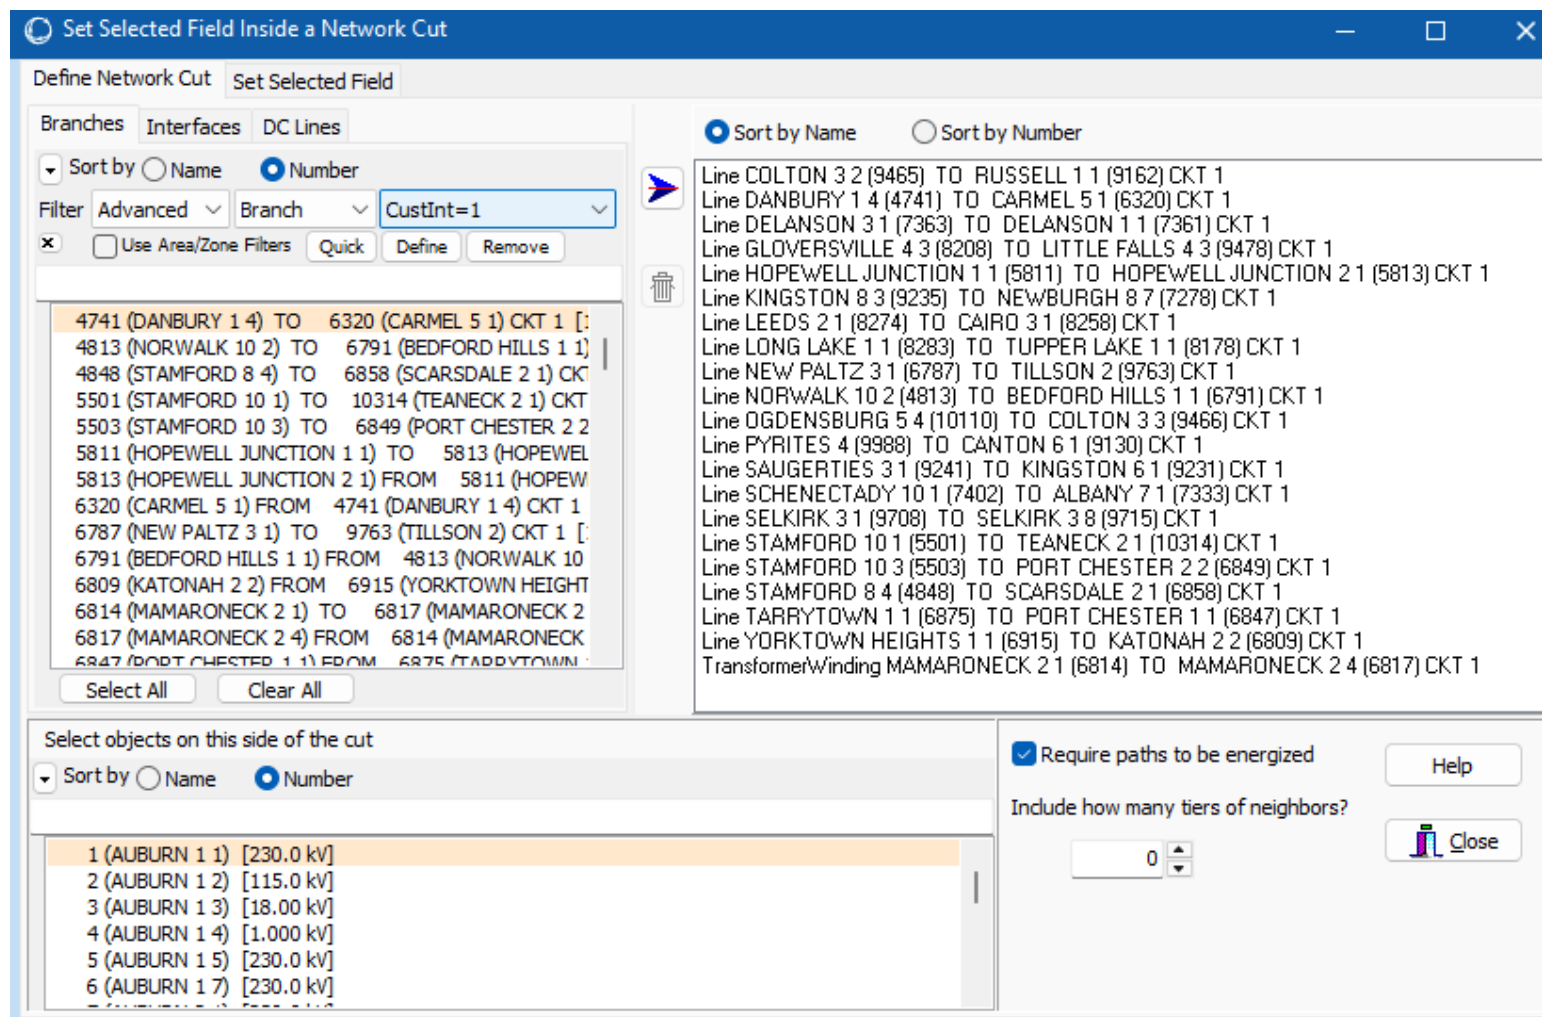 Set Selected Field Inside a Network Cut
Define Network Cut
Set Selected Field
Branches
Interfaces
DC Lines
Sort by
Name
Number
Filter
Advanced
Branch
CustInt=1
Use Area/Zone Filters
Quick
Define
Remove
4741 (DANBURY 1 4) TO 6320 (CARMEL 5 1) CKT 1 [
4813 (NORWALK 10 2) TO 6791 (BEDFORD HILLS 1 1)
4848 (STAMFORD 8 4) TO 6858 (SCARSDALE 2 1) CKT
5501 (STAMFORD 10 1) TO 10314 (TEANECK 2 1) CKT
5503 (STAMFORD 10 3) TO 6849 (PORT CHESTER 2 2
5811 (HOPEWELL JUNCTION 1 1) TO 5813 (HOPEWEL
5813 (HOPEWELL JUNCTION 2 1) FROM 5811 (HOPEW
6320 (CARMEL 5 1) FROM 4741 (DANBURY 1 4) CKT 1
6787 (NEW PALTZ 3 1) TO 9763 (TILLSON 2) CKT 1 [
6791 (BEDFORD HILLS 1 1) FROM 4813 (NORWALK 10
6809 (KATONAH 2 2) FROM 6915 (YORKTOWN HEIGHT
6814 (MAMARONECK 2 1) TO 6817 (MAMARONECK 2
6817 (MAMARONECK 2 4) FROM 6814 (MAMARONECK
6847 (PORT CHESTER 1 1) FROM 6875 (TARRYTOWN
Select All
Clear All
Sort by Name
Sort by Number
Line COLTON 3 2 (9465) TO RUSSELL 1 1 (9162) CKT 1
Line DANBURY 1 4 (4741) TO CARMEL 5 1 (6320) CKT 1
Line DELANSON 3 1 (7363) TO DELANSON 1 1 (7361) CKT 1
Line GLOVERSVILLE 4 3 (8208) TO LITTLE FALLS 4 3 (9478) CKT 1
Line HOPEWELL JUNCTION 1 1 (5811) TO HOPEWELL JUNCTION 2 1 (5813) CKT 1
Line KINGSTON 8 3 (9235) TO NEWBURGH 8 7 (7278) CKT 1
Line LEEDS 2 1 (8274) TO CAIRO 3 1 (8258) CKT 1
Line LONG LAKE 1 1 (8283) TO TUPPER LAKE 1 1 (8178) CKT 1
Line NEW PALTZ 3 1 (6787) TO TILLSON 2 (9763) CKT 1
Line NORWALK 10 2 (4813) TO BEDFORD HILLS 1 1 (6791) CKT 1
Line OGDENSBURG 5 4 (10110) TO COLTON 3 3 (9466) CKT 1
Line PYRITES 4 (9988) TO CANTON 6 1 (9130) CKT 1
Line SAUGERTIES 3 1 (9241) TO KINGSTON 6 1 (9231) CKT 1
Line SCHENECTADY 10 1 (7402) TO ALBANY 7 1 (7333) CKT 1
Line SELKIRK 3 1 (9708) TO SELKIRK 3 8 (9715) CKT 1
Line STAMFORD 10 1 (5501) TO TEANECK 2 1 (10314) CKT 1
Line STAMFORD 10 3 (5503) TO PORT CHESTER 2 2 (6849) CKT 1
Line STAMFORD 8 4 (4848) TO SCARSDALE 2 1 (6858) CKT 1
Line TARRYTOWN 1 1 (6875) TO PORT CHESTER 1 1 (6847) CKT 1
Line YORKTOWN HEIGHTS 1 1 (6915) TO KATONAH 2 2 (6809) CKT 1
TransformerWinding MAMARONECK 2 1 (6814) TO MAMARONECK 2 4 (6817) CKT 1
Select objects on this side of the cut
Sort by
Name
Number
1 (AUBURN 1 1) [230.0 kV]
2 (AUBURN 1 2) [115.0 kV]
3 (AUBURN 1 3) [18.00 kV]
4 (AUBURN 1 4) [1.000 kV]
5 (AUBURN 1 5) [230.0 kV]
6 (AUBURN 1 7) [230.0 kV]
Require paths to be energized
Include how many tiers of neighbors?
0
Help
Close